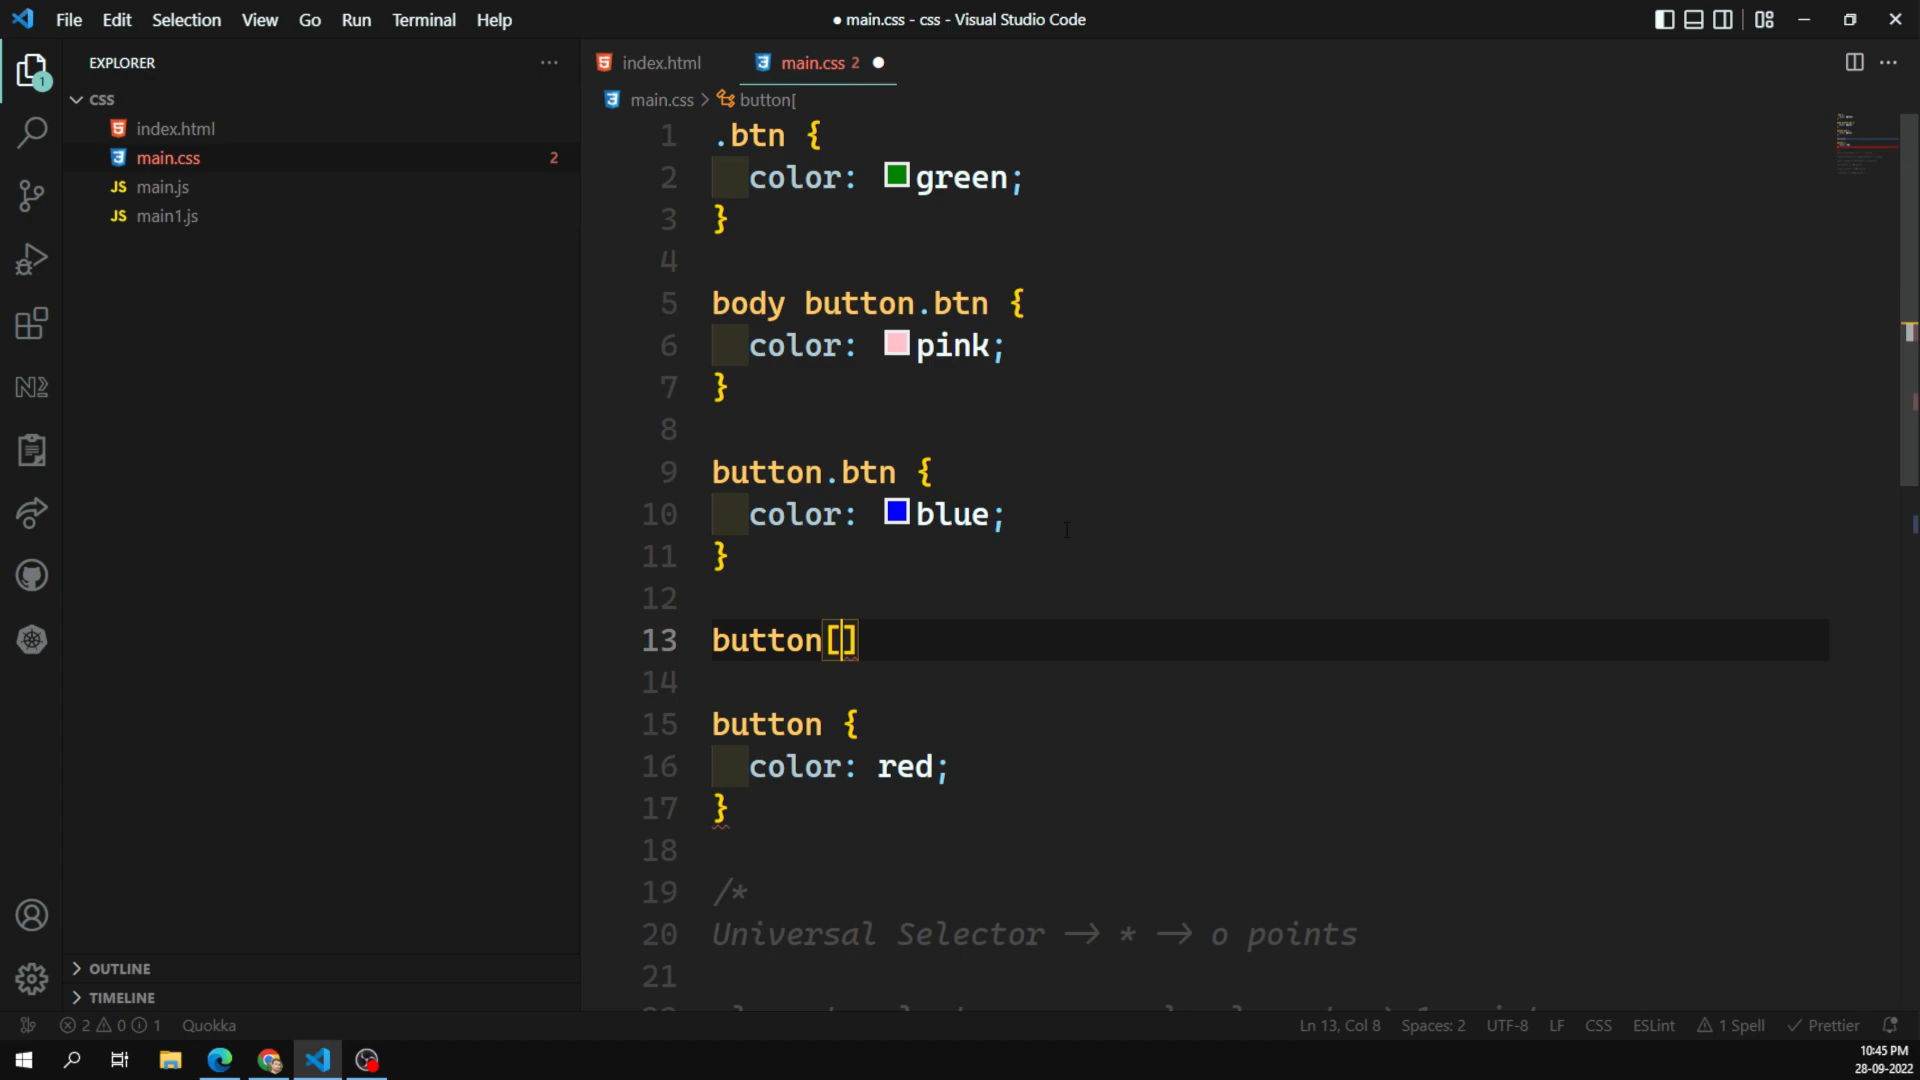 File Edit Selection View Go Run Terminal Help
● main.css - css - Visual Studio Code
1
EXPLORER
CSS
index.html
main.css 2
JS main.js
JS main1.js
OUTLINE
TIMELINE
index.html
main.css 2
main.css > button[
1 .btn {
2 color: green;
3 }
4
5 body button.btn {
6 color: pink;
7 }
8
9 button.btn {
10 color: blue;
11 }
12
13 button[]
14
15 button {
16 color: red;
17 }
18
19 /*
20 Universal Selector → * → o points
21
2 0 1 Quokka
Ln 13, Col 8 Spaces: 2 UTF-8 LF CSS ESLint 1 Spell Prettier
10:45 PM
28-09-2022